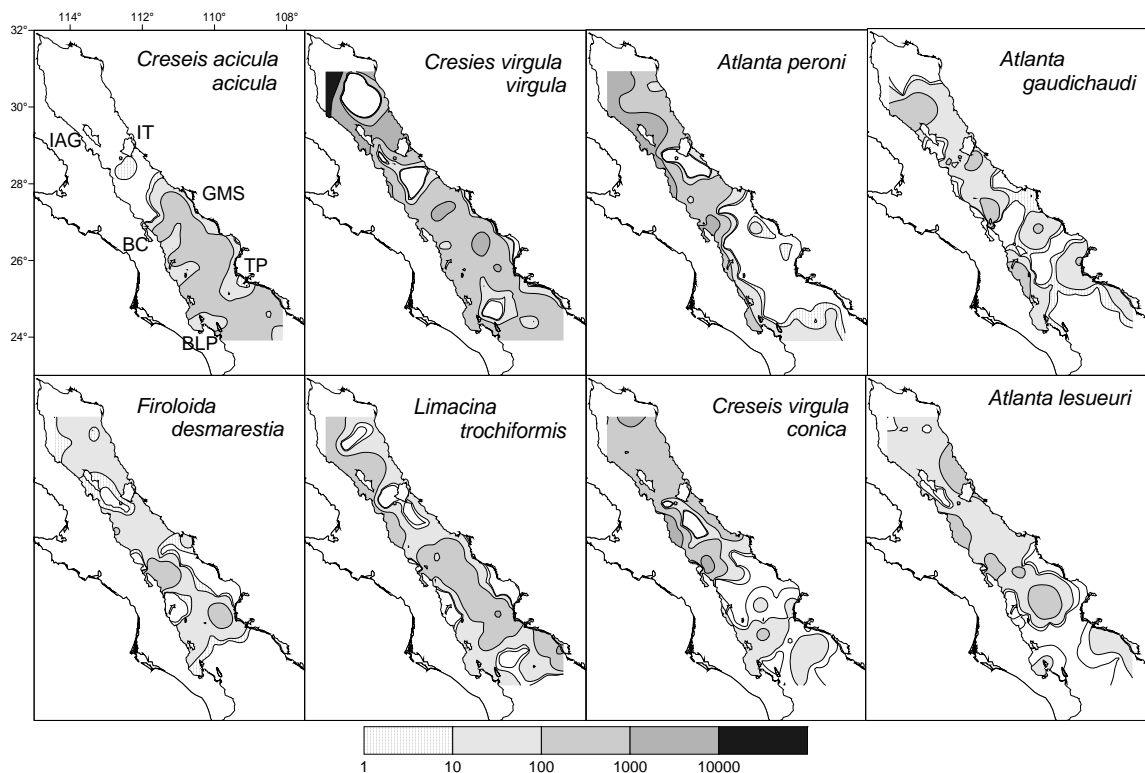 114° 112° 110° 108°
32°
30°
28°
26°
24°
Creseis acicula
acicula
IAG
IT
GMS
BC
TP
BLP
Cresies virgula
virgula
Atlanta peroni
Atlanta
gaudichaudi
Firoloida
desmarestia
Limacina
trochiformis
Creseis virgula
conica
Atlanta lesueuri
1 10 100 1000 10000